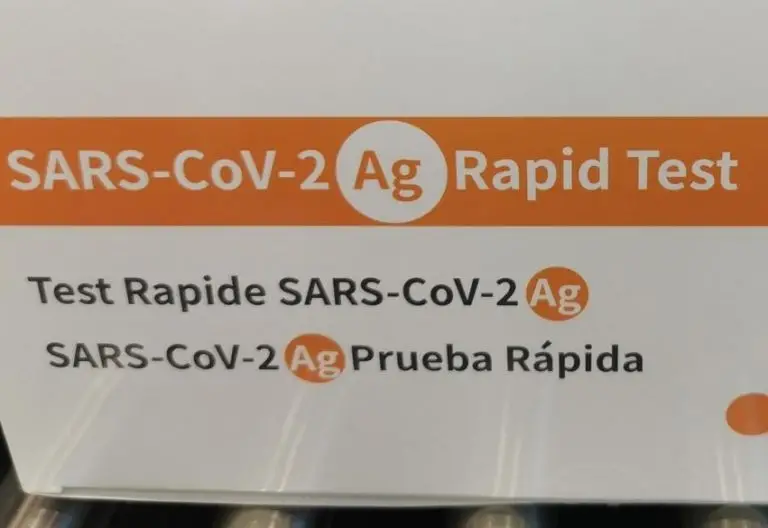 SARS-CoV-2 Ag Rapid Test
Test Rapide SARS-CoV-2 Ag
SARS-CoV-2 Ag Prueba Rápida